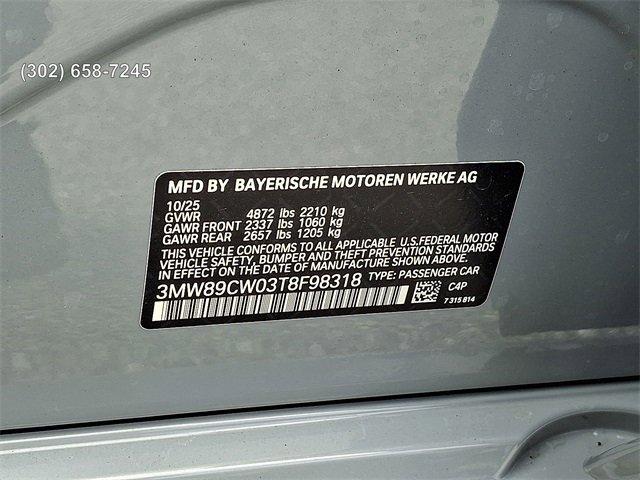 (302) 658-7245
MFD BY BAYERISCHE MOTOREN WERKE AG
10/25
GVWR 4872 lbs 2210 kg
GAWR FRONT 2337 lbs 1060 kg
GAWR REAR 2657 lbs 1205 kg
THIS VEHICLE CONFORMS TO ALL APPLICABLE U.S.FEDERAL MOTOR
VEHICLE SAFETY, BUMPER AND THEFT PREVENTION STANDARDS
IN EFFECT ON THE DATE OF MANUFACTURE SHOWN ABOVE.
3MW89CW03T8F98318 TYPE: PASSENGER CAR
C4P
7 315 814